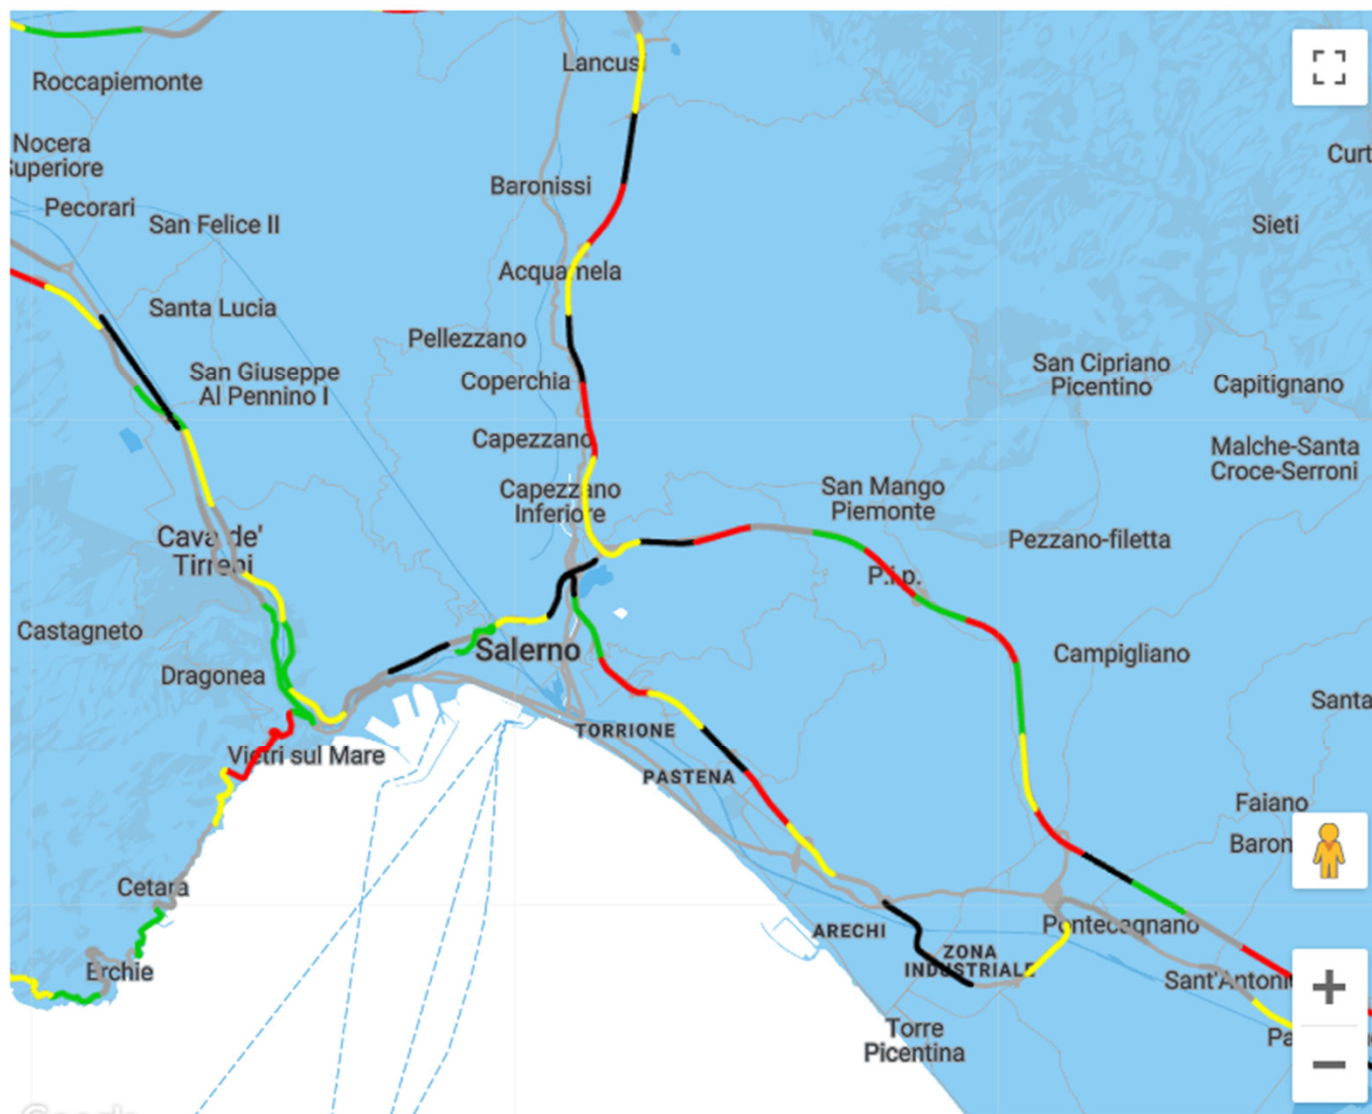 Lancusi
Roccapiemonte
Nocera
Superiore
Curt
Baronissi
Pecorari
San Felice II
Sieti
Acquamela
Santa Lucia
Pellezzano
San Giuseppe
Al Pennino I
Coperchia
San Cipriano
Picentino
Capitignano
Capezzano
Malche-Santa
Croce-Serroni
Capezzano
Inferiore
San Mango
Piemonte
Cava de'
Tirreni
Pezzano-filetta
P.i.p.
Castagneto
Salerno
Campigliano
Dragonea
Santa
TORRIONE
Vietri sul Mare
PASTENA
Faiano
Baron
Cetara
Pontecagnano
ARECHI
ZONA
INDUSTRIALE
Erchie
Sant'Antoni
Torre
Picentina
Pa
Google